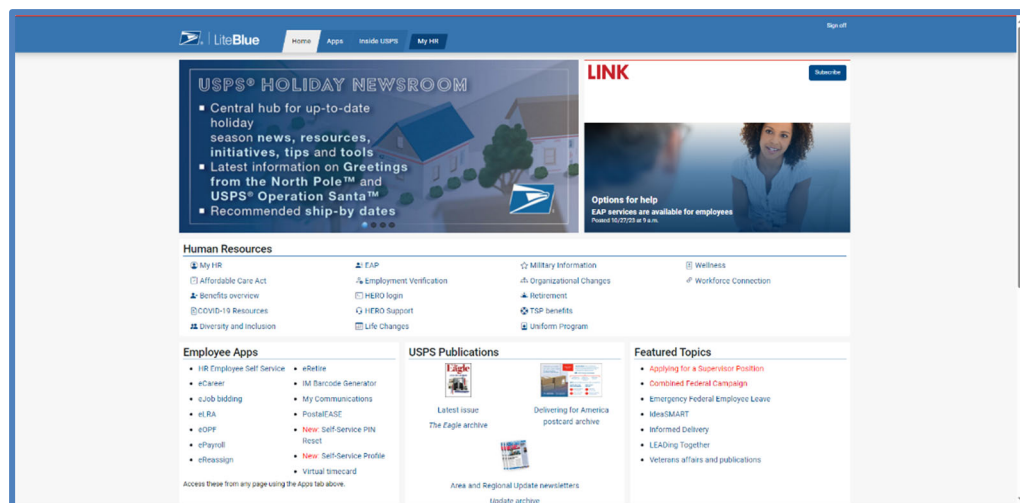 Sign off
LiteBlue
Home Apps Inside USPS My HR
USPS® HOLIDAY NEWSROOM
▪ Central hub for up-to-date
holiday
season news, resources,
initiatives, tips and tools
▪ Latest information on Greetings
from the North Pole™ and
USPS® Operation Santa™
▪ Recommended ship-by dates
LINK
Subscribe
Options for help
EAP services are available for employees
Posted 10/27/23 at 9 a.m.
Human Resources
My HR
Affordable Care Act
Benefits overview
COVID-19 Resources
Diversity and Inclusion
EAP
Employment Verification
HERO login
HERO Support
Life Changes
Military Information
Organizational Changes
Retirement
TSP benefits
Uniform Program
Wellness
Workforce Connection
Employee Apps
• HR Employee Self Service
• eCareer
• eJob bidding
• eLRA
• eOPF
• ePayroll
• eReassign
• eRetire
• IM Barcode Generator
• My Communications
• PostalEASE
• New: Self-Service PIN
Reset
• New: Self-Service Profile
• Virtual timecard
Access these from any page using the Apps tab above.
USPS Publications
Eagle
Latest issue
The Eagle archive
Delivering for America
postcard archive
Area and Regional Update newsletters
Update archive
Featured Topics
• Applying for a Supervisor Position
• Combined Federal Campaign
• Emergency Federal Employee Leave
• IdeaSMART
• Informed Delivery
• LEADing Together
• Veterans affairs and publications